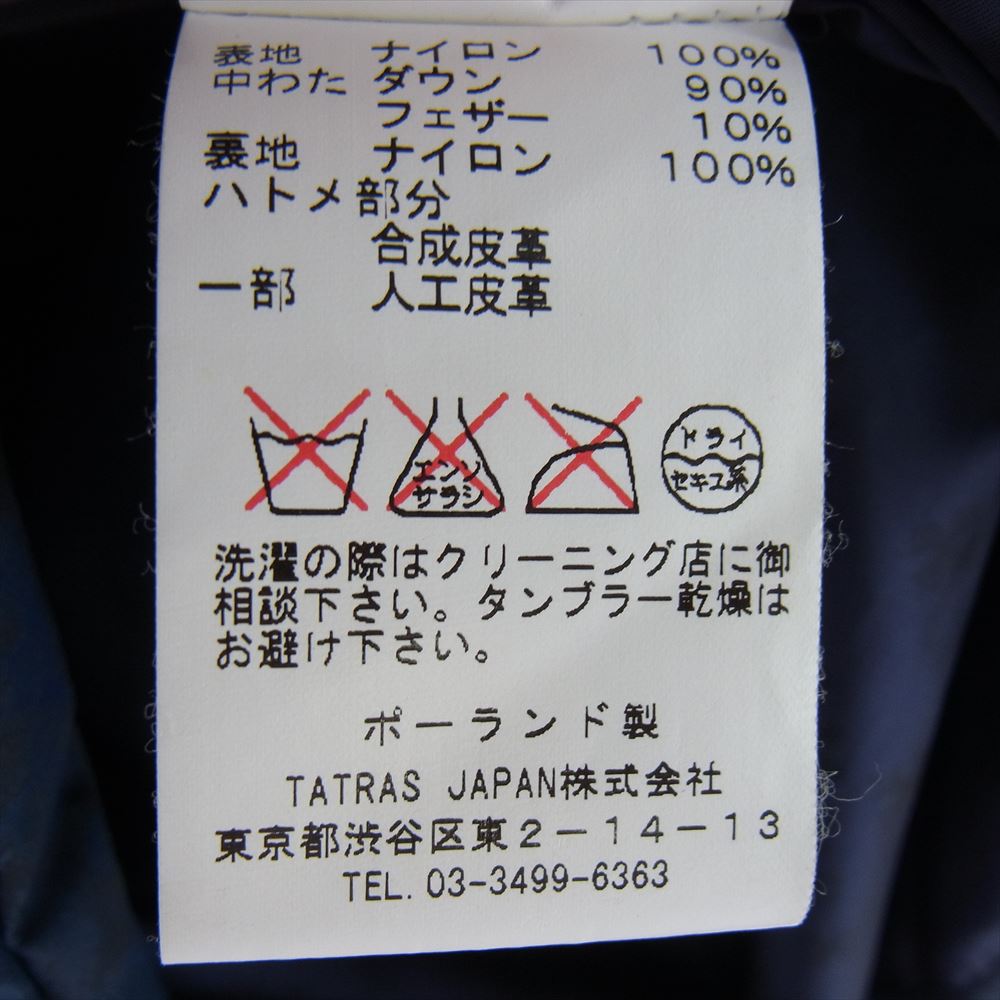 表地 ナイロン 100%
中わた ダウン 90%
フェザー 10%
裏地 ナイロン 100%
ハトメ部分
合成皮革
一部 人工皮革
エンソ
サラシ
ドライ
セキユ系
洗濯の際はクリーニング店に御
相談下さい。タンブラー乾燥は
お避け下さい。
ポーランド製
TATRAS JAPAN株式会社
東京都渋谷区東2-14-13
TEL. 03-3499-6363